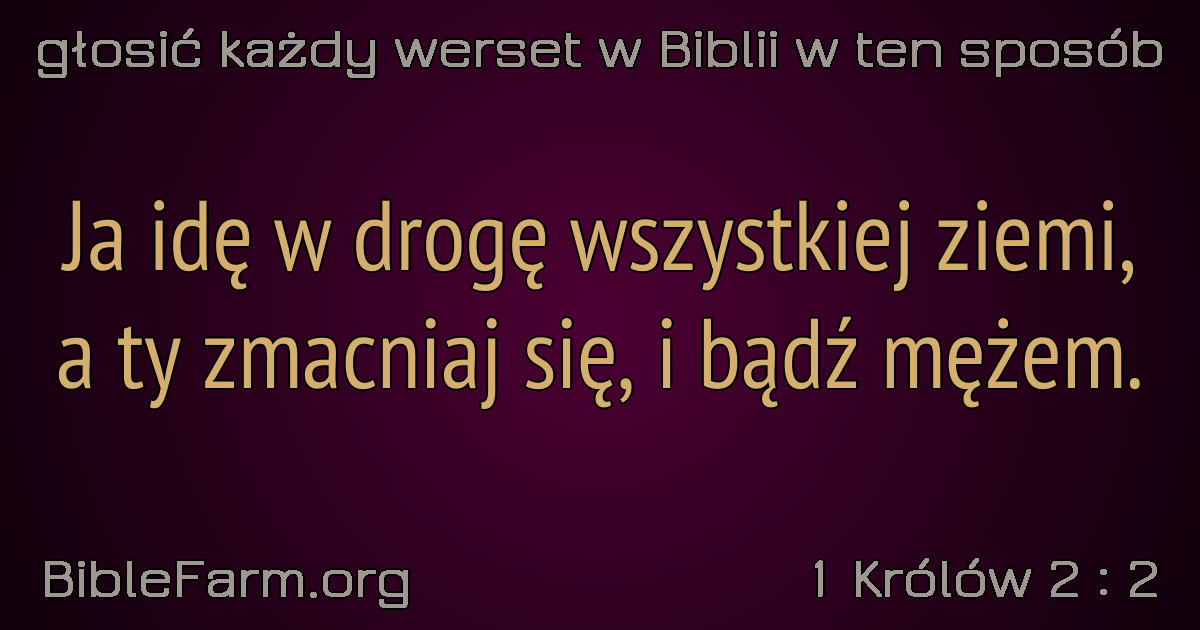 głosić każdy werset w Biblii w ten sposób
Ja idę w drogę wszystkiej ziemi,
a ty zmacniaj się, i bądź mężem.
BibleFarm.org
1 Królów 2 : 2